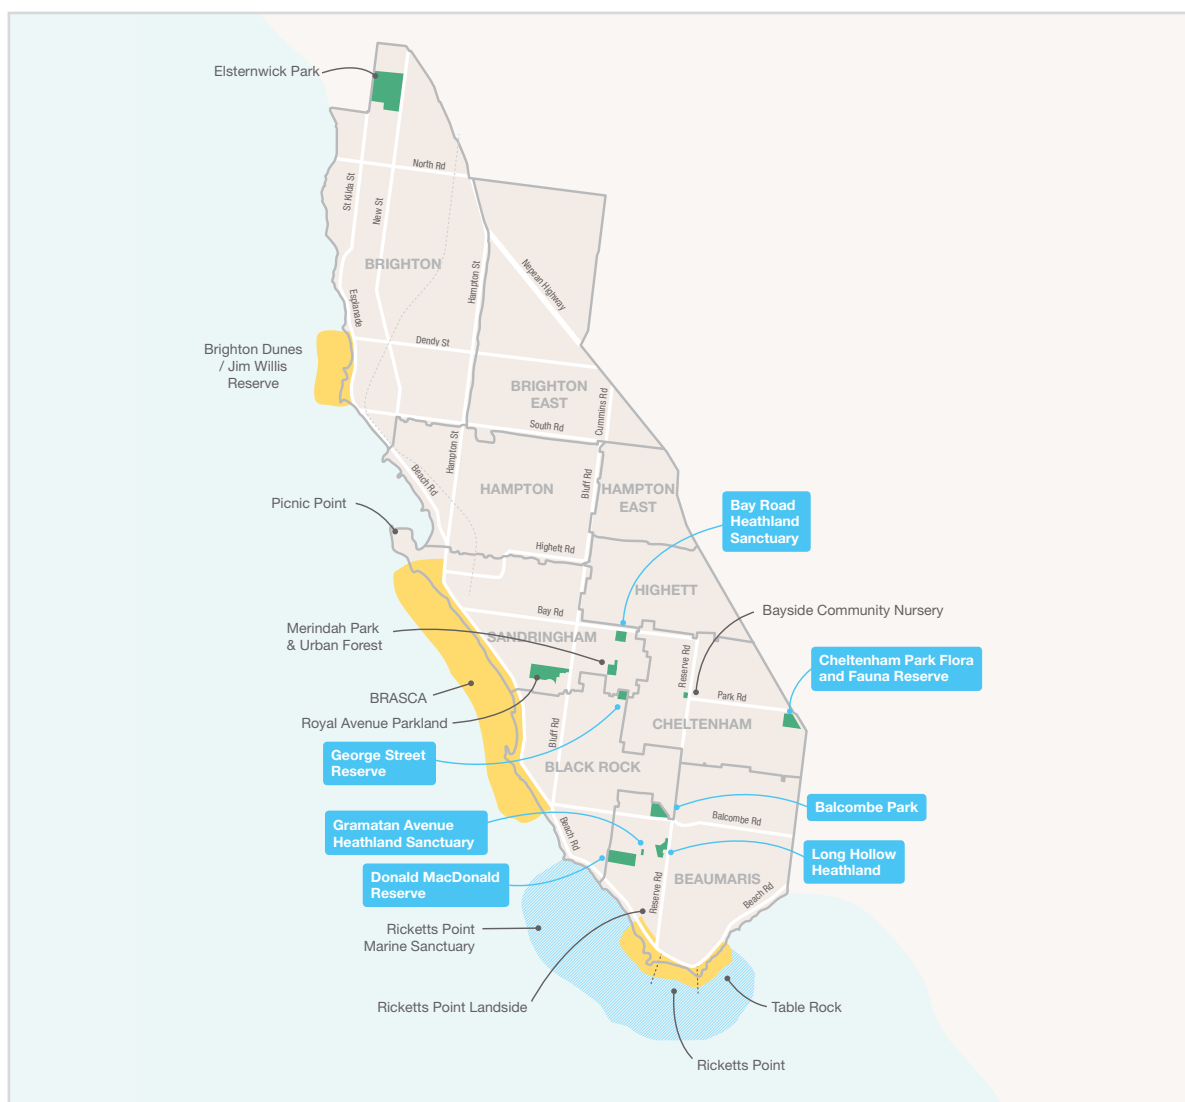 Elsternwick Park
North Rd
St Kilda St
New St
BRIGHTON
Hampton St
Nepean Highway
Esplanade
Dendy St
Brighton Dunes
/ Jim Willis
Reserve
BRIGHTON
EAST
Cummins Rd
South Rd
Hampton St
Beach Rd
HAMPTON
Bluff Rd
HAMPTON
EAST
Picnic Point
Bay Road
Heathland
Sanctuary
Highett Rd
HIGHETT
Bay Rd
Bayside Community Nursery
Merindah Park
& Urban Forest
SANDRINGHAM
Reserve Rd
Cheltenham Park Flora
and Fauna Reserve
BRASCA
Park Rd
Royal Avenue Parkland
CHELTENHAM
Bluff Rd
George Street
Reserve
BLACK ROCK
Balcombe Park
Balcombe Rd
Gramatan Avenue
Heathland Sanctuary
Beach Rd
Long Hollow
Heathland
Donald MacDonald
Reserve
BEAUMARIS
Reserve Rd
Beach Rd
Ricketts Point
Marine Sanctuary
Ricketts Point Landside
Table Rock
Ricketts Point